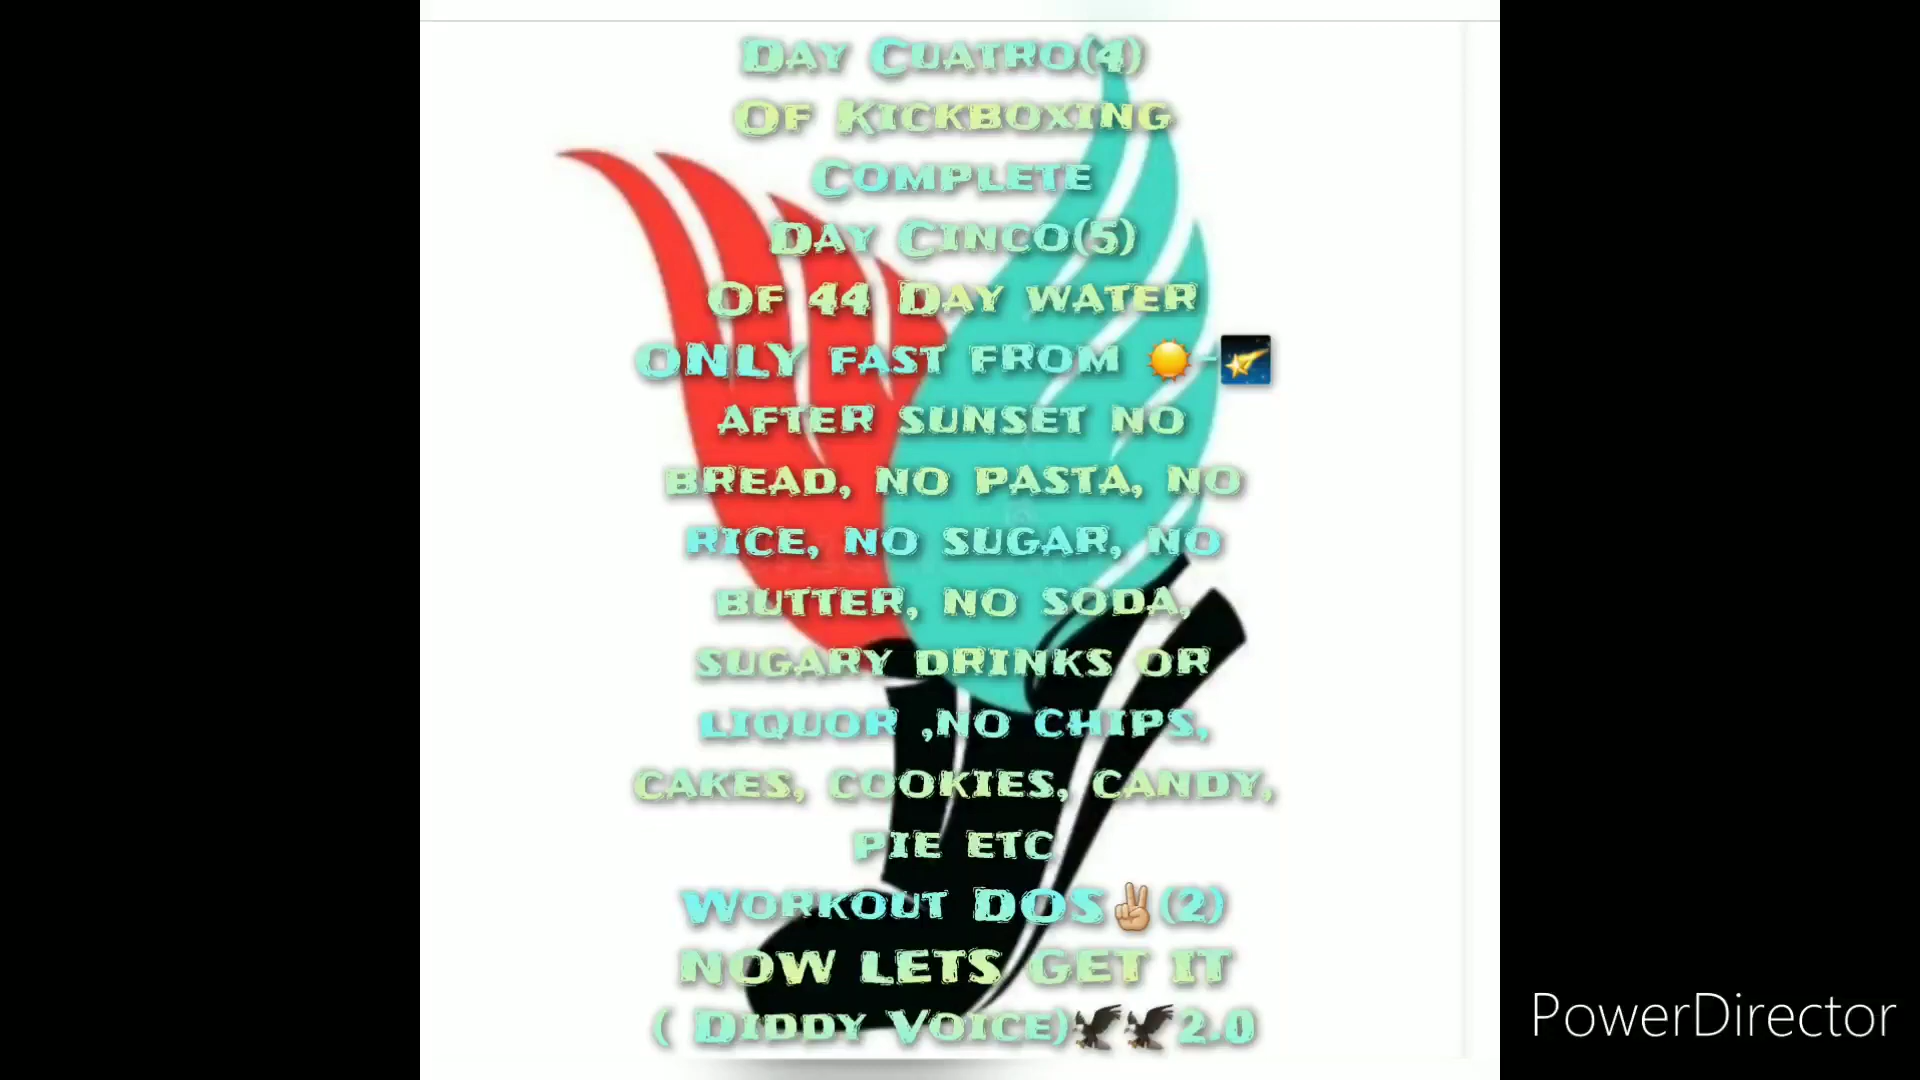 Day Cuatro(4)
Of Kickboxing
Complete
Day Cinco(5)
Of 44 Day water
ONLY fast from ☀️-🌠
after sunset no
bread, no pasta, no
rice, no sugar, no
butter, no soda,
sugary drinks or
liquor ,no chips,
cakes, cookies, candy,
pie etc
Workout DOS✌🏼(2)
NOW LETS GET IT
( Diddy Voice)🦅🦅2.0
PowerDirector